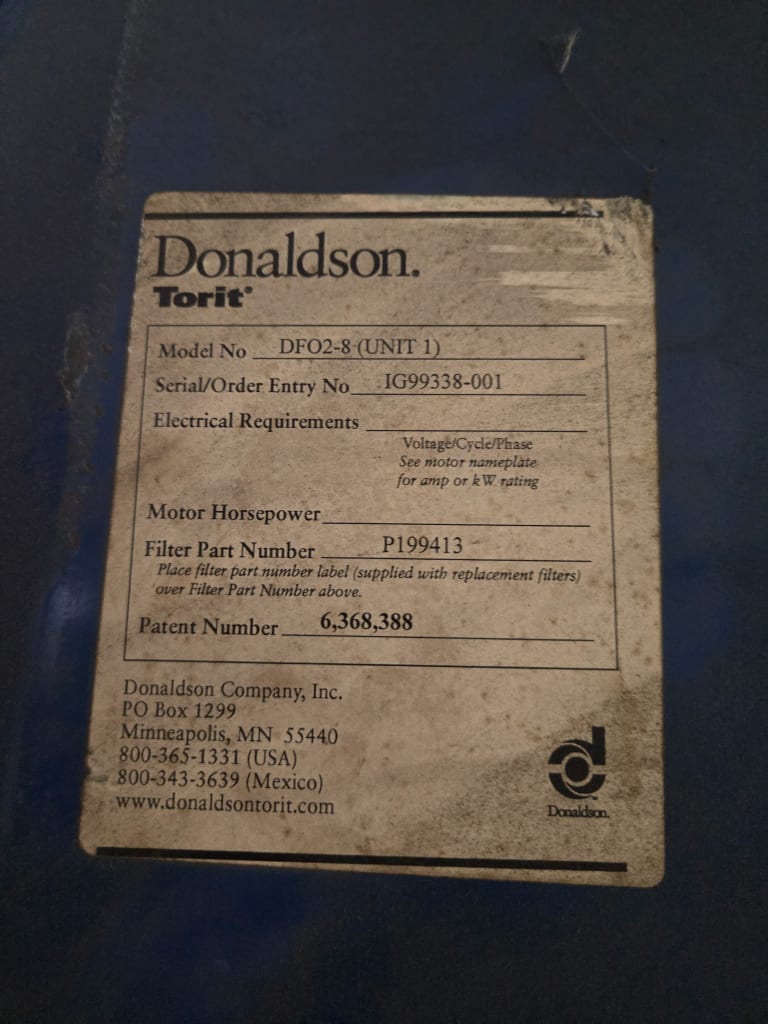 Donaldson.
Torit®
Model No DFO2-8 (UNIT 1)
Serial/Order Entry No IG99338-001
Electrical Requirements
Voltage/Cycle/Phase
See motor nameplate
for amp or kW rating
Motor Horsepower
Filter Part Number P199413
Place filter part number label (supplied with replacement filters)
over Filter Part Number above.
Patent Number 6,368,388
Donaldson Company, Inc.
PO Box 1299
Minneapolis, MN 55440
800-365-1331 (USA)
800-343-3639 (Mexico)
www.donaldsontorit.com
Donaldson.